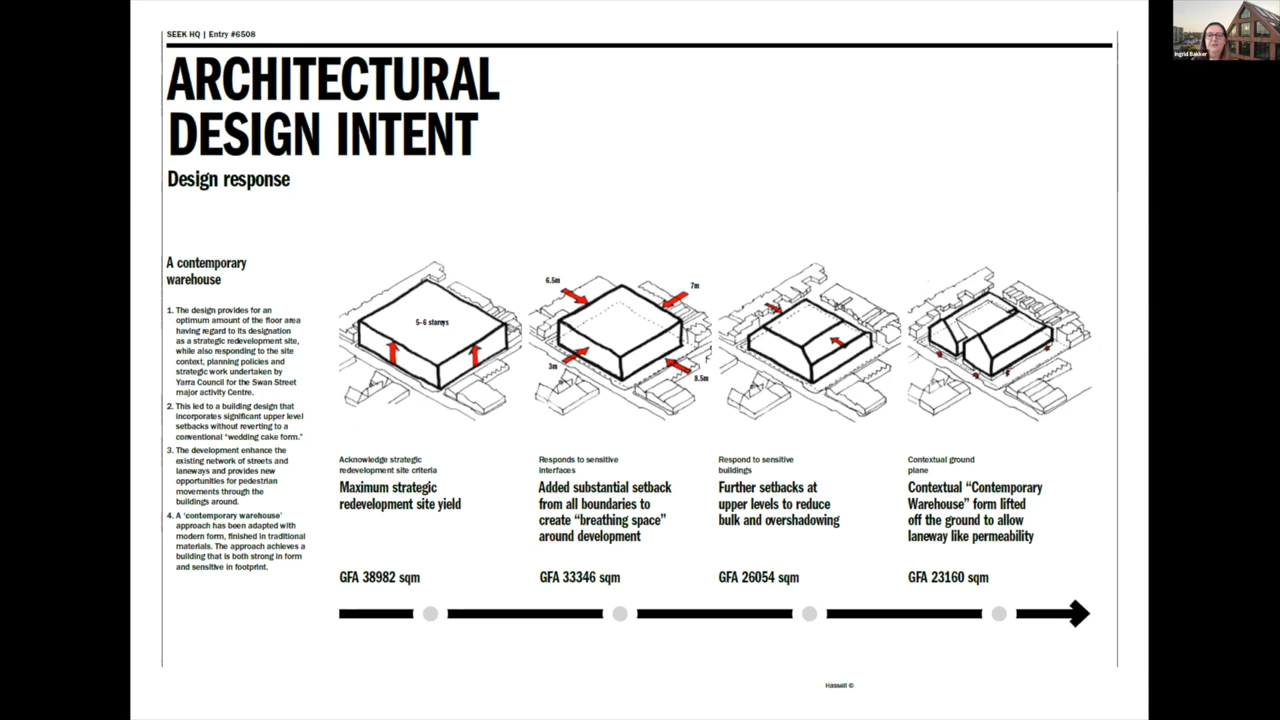 SEEK HQ | Entry #6508
ARCHITECTURAL
DESIGN INTENT
Design response
A contemporary
warehouse
1. The design provides for an
optimum amount of the floor area
having regard to its designation
as a strategic redevelopment site,
while also responding to the site
context, planning policies and
strategic work undertaken by
Yarra Council for the Swan Street
major activity Centre.
2. This led to a building design that
incorporates significant upper level
setbacks without reverting to a
conventional "wedding cake form."
3. The development enhance the
existing network of streets and
laneways and provides new
opportunities for pedestrian
movements through the
buildings around.
4. A 'contemporary warehouse'
approach has been adapted with
modern form, finished in traditional
materials. The approach achieves a
building that is both strong in form
and sensitive in footprint.
5-6 storeys
Acknowledge strategic
redevelopment site criteria
Maximum strategic
redevelopment site yield
GFA 38982 sqm
6.5m
7m
3m
8.5m
Responds to sensitive
interfaces
Added substantial setback
from all boundaries to
create "breathing space"
around development
GFA 33346 sqm
Respond to sensitive
buildings
Further setbacks at
upper levels to reduce
bulk and overshadowing
GFA 26054 sqm
Contextual ground
plane
Contextual "Contemporary
Warehouse" form lifted
off the ground to allow
laneway like permeability
GFA 23160 sqm
Hassell ©
Ingrid Bakker